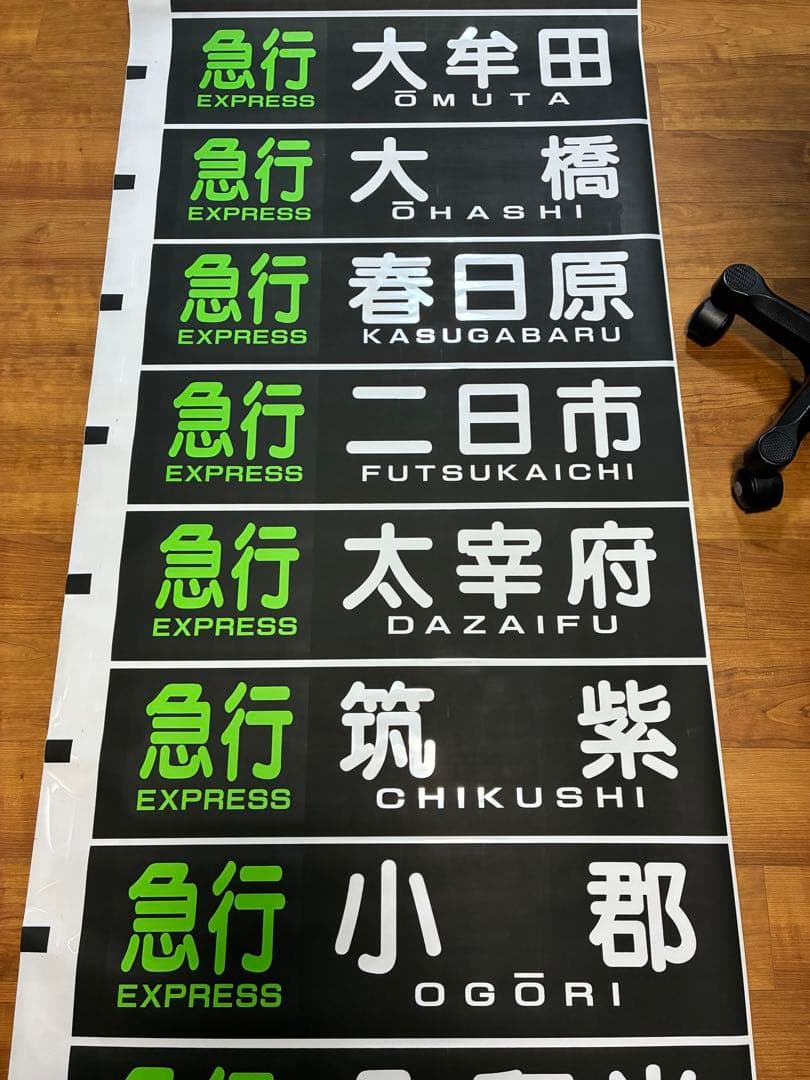 急行 大牟田
EXPRESS ŌMUTA
急行 大橋
EXPRESS ŌHASHI
急行 春日原
EXPRESS KASUGABARU
急行 二日市
EXPRESS FUTSUKAICHI
急行 太宰府
EXPRESS DAZAIFU
急行 筑紫
EXPRESS CHIKUSHI
急行 小郡
EXPRESS OGŌRI
急行